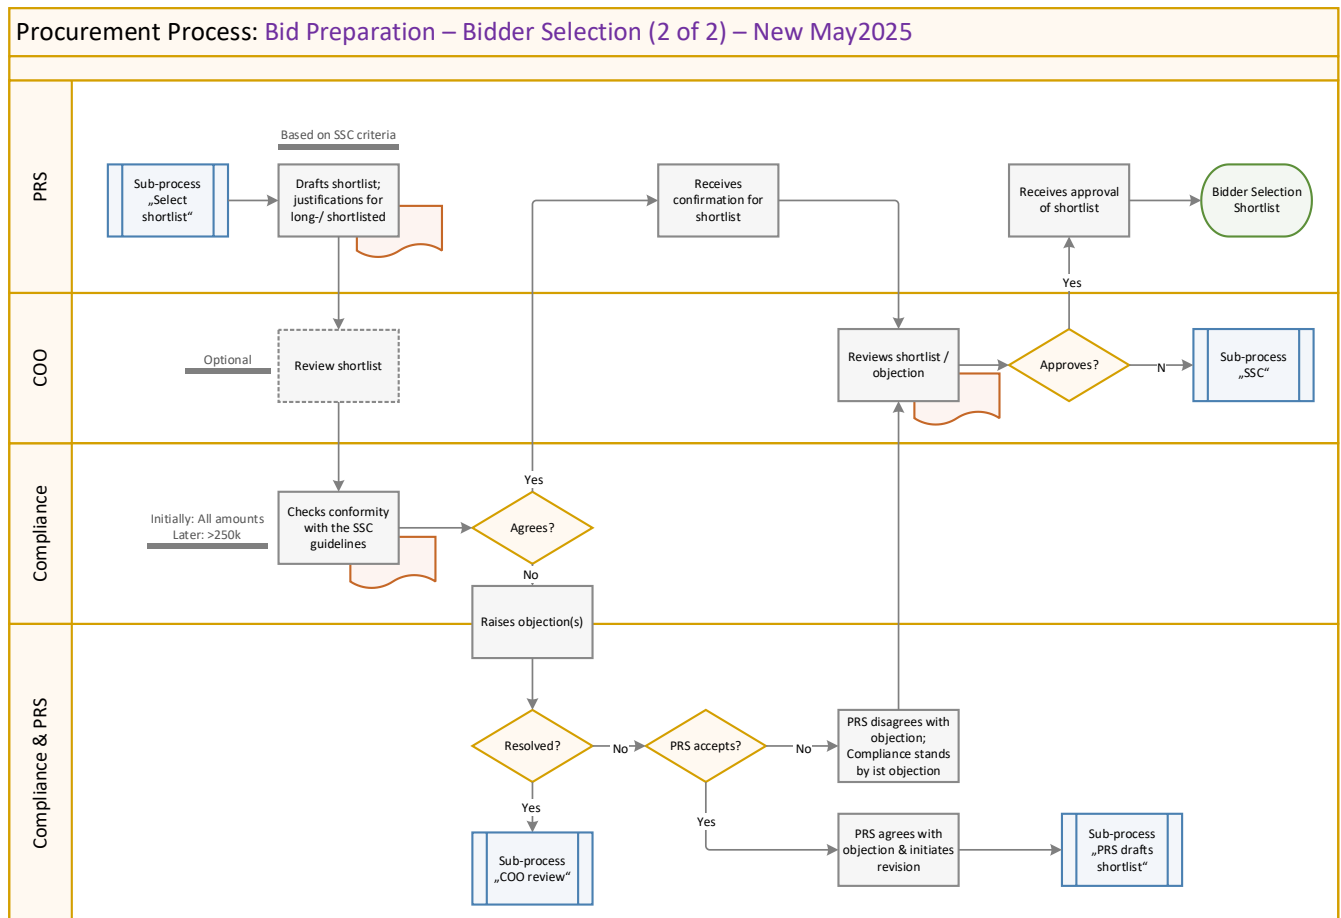 Procurement Process: Bid Preparation – Bidder Selection (2 of 2) – New May2025
PRS
Based on SSC criteria
Sub-process
„Select
shortlist“
Drafts shortlist;
justifications for
long-/ shortlisted
Receives
confirmation for
shortlist
Receives approval
of shortlist
Bidder Selection
Shortlist
Yes
COO
Optional
Review shortlist
Reviews shortlist /
objection
Approves?
N
Sub-process
„SSC“
Compliance
Initially: All amounts
Later: >250k
Checks conformity
with the SSC
guidelines
Yes
Agrees?
No
Raises objection(s)
Compliance & PRS
Resolved?
No
PRS accepts?
No
PRS disagrees with
objection;
Compliance stands
by ist objection
Yes
Sub-process
„COO review“
Yes
PRS agrees with
objection & initiates
revision
Sub-process
„PRS drafts
shortlist“